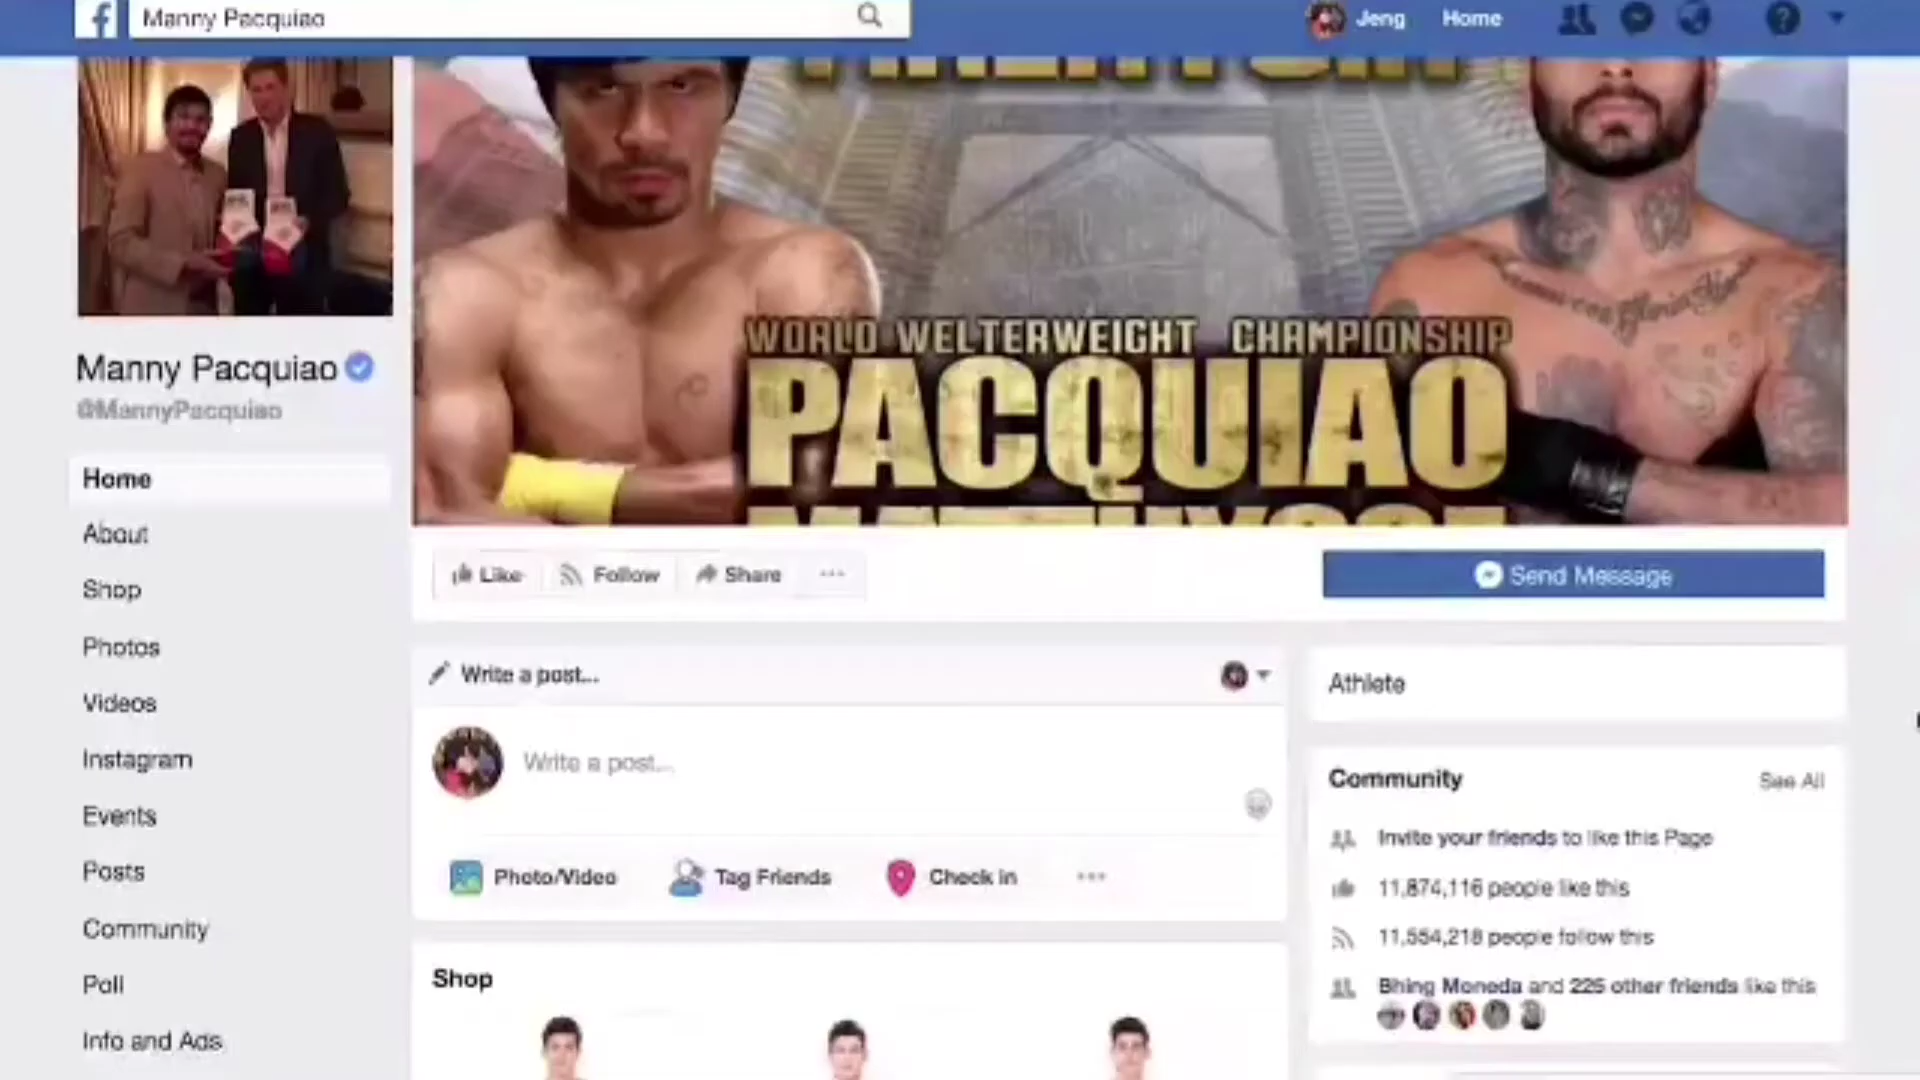 Manny Pacquiao
Jeng
Home
WORLD WELTERWEIGHT CHAMPIONSHIP
PACQUIAO
Manny Pacquiao
@MannyPacquiao
Home
About
Shop
Photos
Videos
Instagram
Events
Posts
Community
Poll
Info and Ads
Like
Follow
Share
Send Message
Write a post...
Write a post...
Photo/Video
Tag Friends
Check in
Shop
Athlete
Community
See All
Invite your friends to like this Page
11,874,116 people like this
11,554,218 people follow this
Bhing Moneda and 225 other friends like this